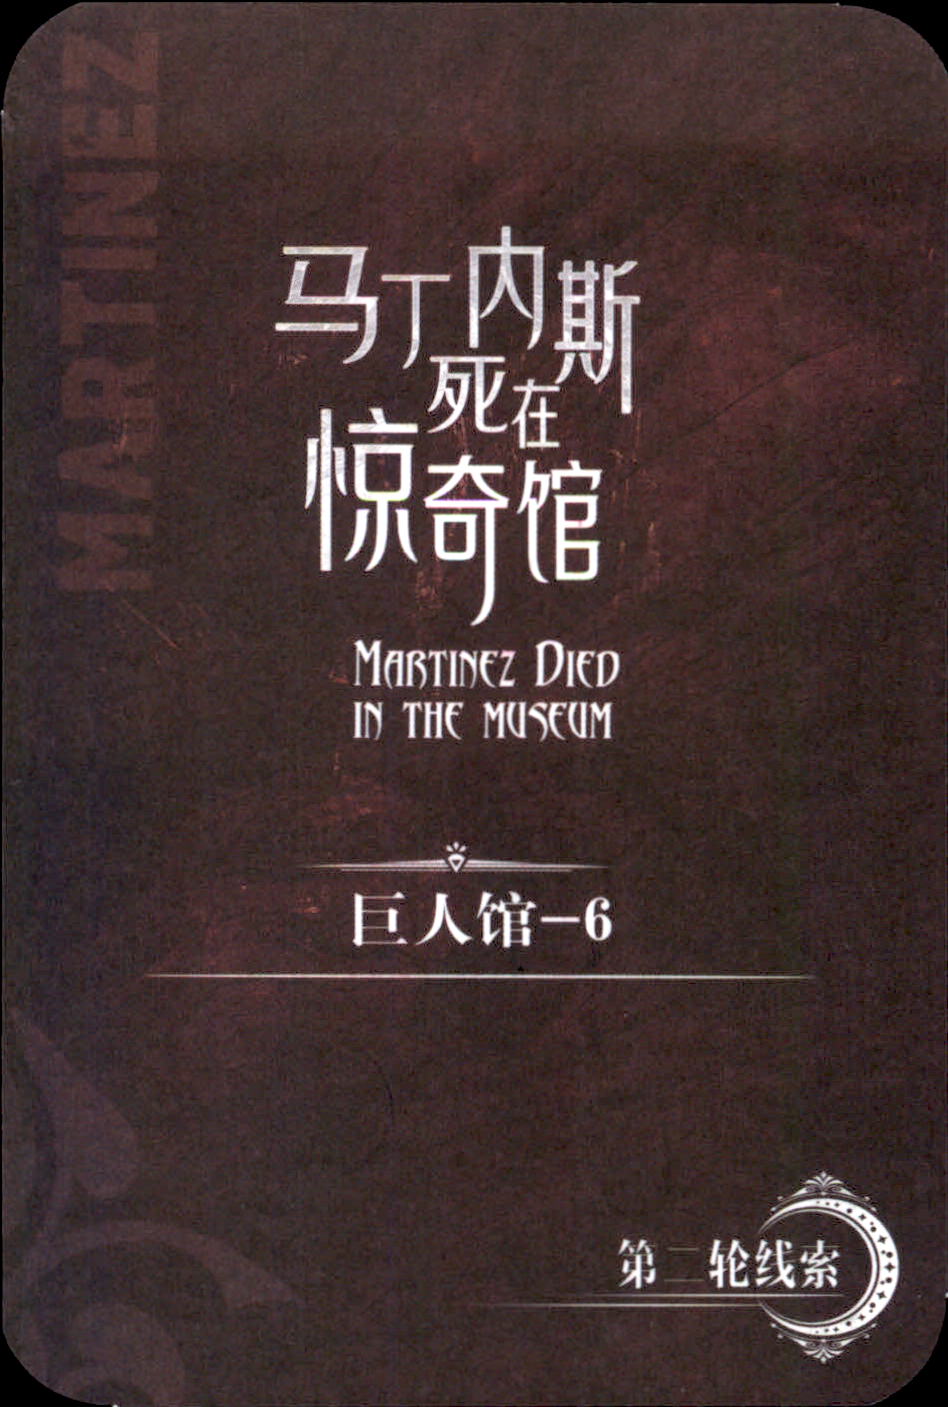 MARTINEZ
马丁内斯
死在
惊奇馆
MARTINEZ DIED
IN THE MUSEUM
巨人馆-6
第二轮线索